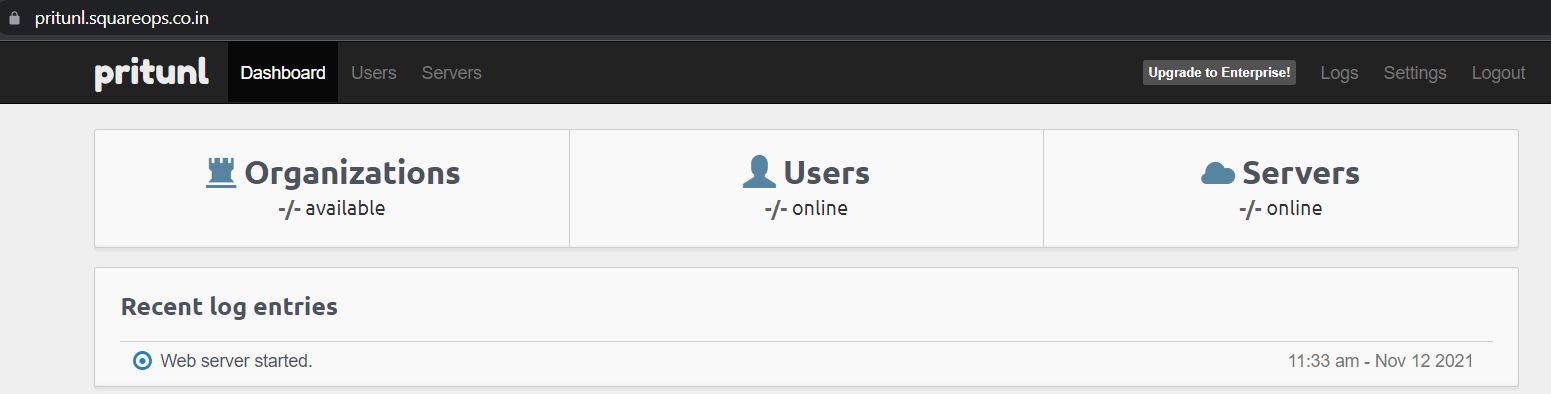 pritunl.squareops.co.in
pritunl Dashboard Users Servers Upgrade to Enterprise! Logs Settings Logout
Organizations
-/- available
Users
-/- online
Servers
-/- online
Recent log entries
Web server started. 11:33 am - Nov 12 2021